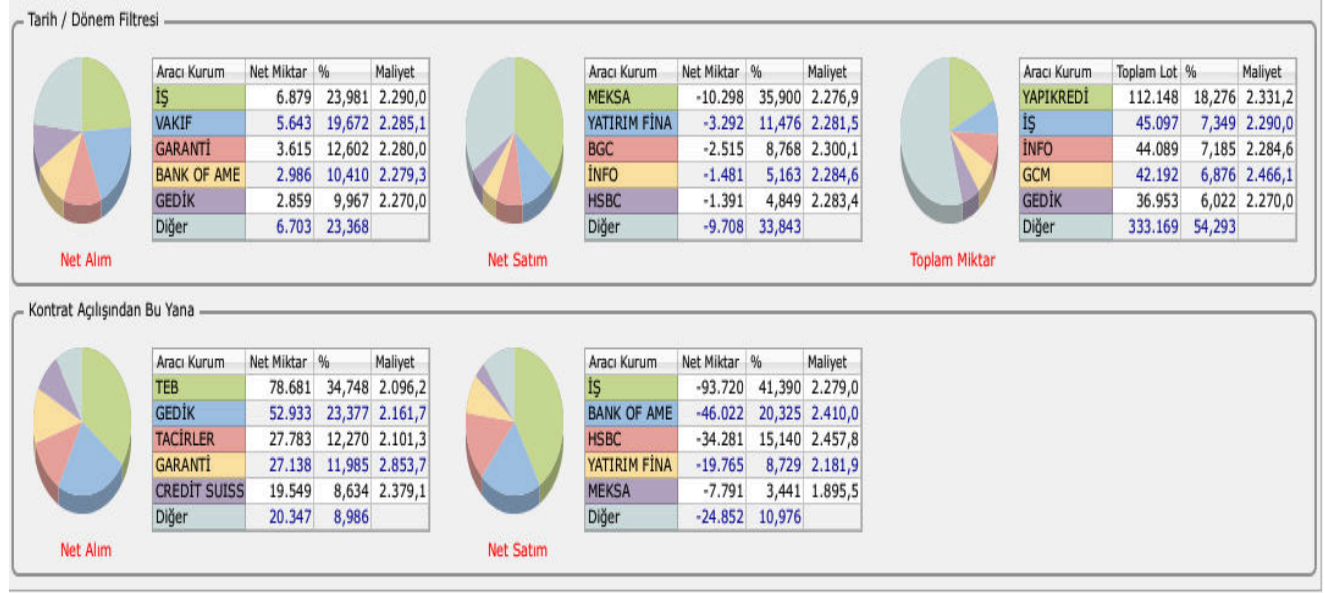 Tarih / Dönem Filtresi
Aracı Kurum Net Miktar % Maliyet
İŞ 6.879 23,981 2.290,0
VAKIF 5.643 19,672 2.285,1
GARANTİ 3.615 12,602 2.280,0
BANK OF AME 2.986 10,410 2.279,3
GEDİK 2.859 9,967 2.270,0
Diğer 6.703 23,368
Net Alım
Aracı Kurum Net Miktar % Maliyet
MEKSA -10.298 35,900 2.276,9
YATIRIM FİNA -3.292 11,476 2.281,5
BGC -2.515 8,768 2.300,1
İNFO -1.481 5,163 2.284,6
HSBC -1.391 4,849 2.283,4
Diğer -9.708 33,843
Net Satım
Aracı Kurum Toplam Lot % Maliyet
YAPIKREDİ 112.148 18,276 2.331,2
İŞ 45.097 7,349 2.290,0
İNFO 44.089 7,185 2.284,6
GCM 42.192 6,876 2.466,1
GEDİK 36.953 6,022 2.270,0
Diğer 333.169 54,293
Toplam Miktar
Kontrat Açılışından Bu Yana
Aracı Kurum Net Miktar % Maliyet
TEB 78.681 34,748 2.096,2
GEDİK 52.933 23,377 2.161,7
TACİRLER 27.783 12,270 2.101,3
GARANTİ 27.138 11,985 2.853,7
CREDİT SUISS 19.549 8,634 2.379,1
Diğer 20.347 8,986
Net Alım
Aracı Kurum Net Miktar % Maliyet
İŞ -93.720 41,390 2.279,0
BANK OF AME -46.022 20,325 2.410,0
HSBC -34.281 15,140 2.457,8
YATIRIM FİNA -19.765 8,729 2.181,9
MEKSA -7.791 3,441 1.895,5
Diğer -24.852 10,976
Net Satım